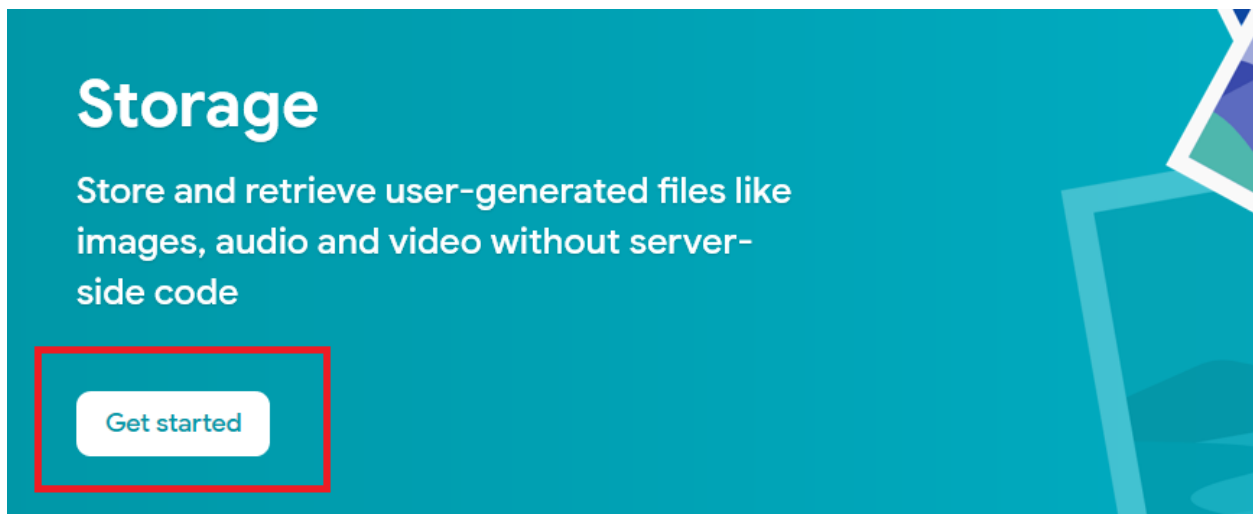 Storage
Store and retrieve user-generated files like
images, audio and video without server-
side code
Get started